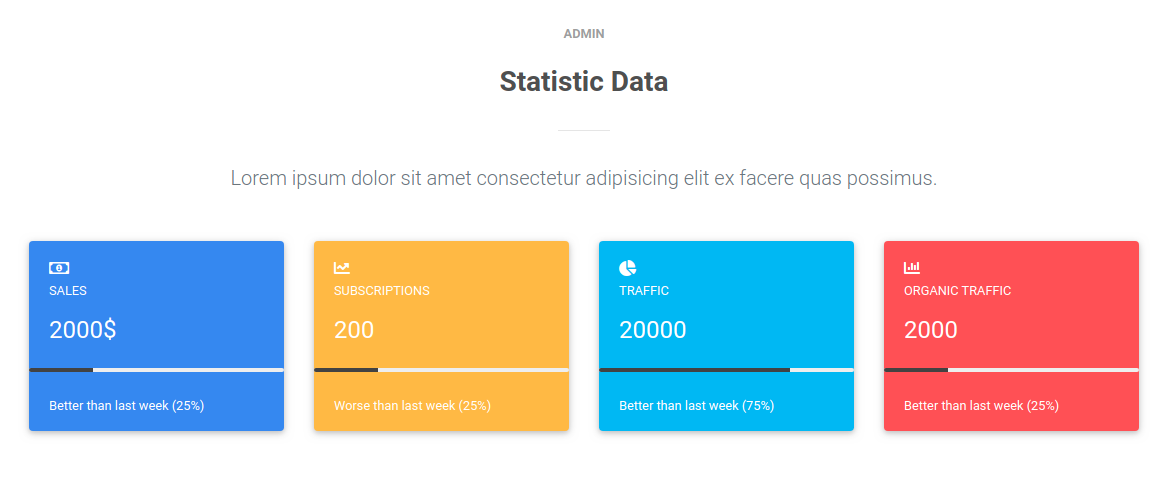 ADMIN
Statistic Data
Lorem ipsum dolor sit amet consectetur adipisicing elit ex facere quas possimus.
SALES
2000$
Better than last week (25%)
SUBSCRIPTIONS
200
Worse than last week (25%)
TRAFFIC
20000
Better than last week (75%)
ORGANIC TRAFFIC
2000
Better than last week (25%)